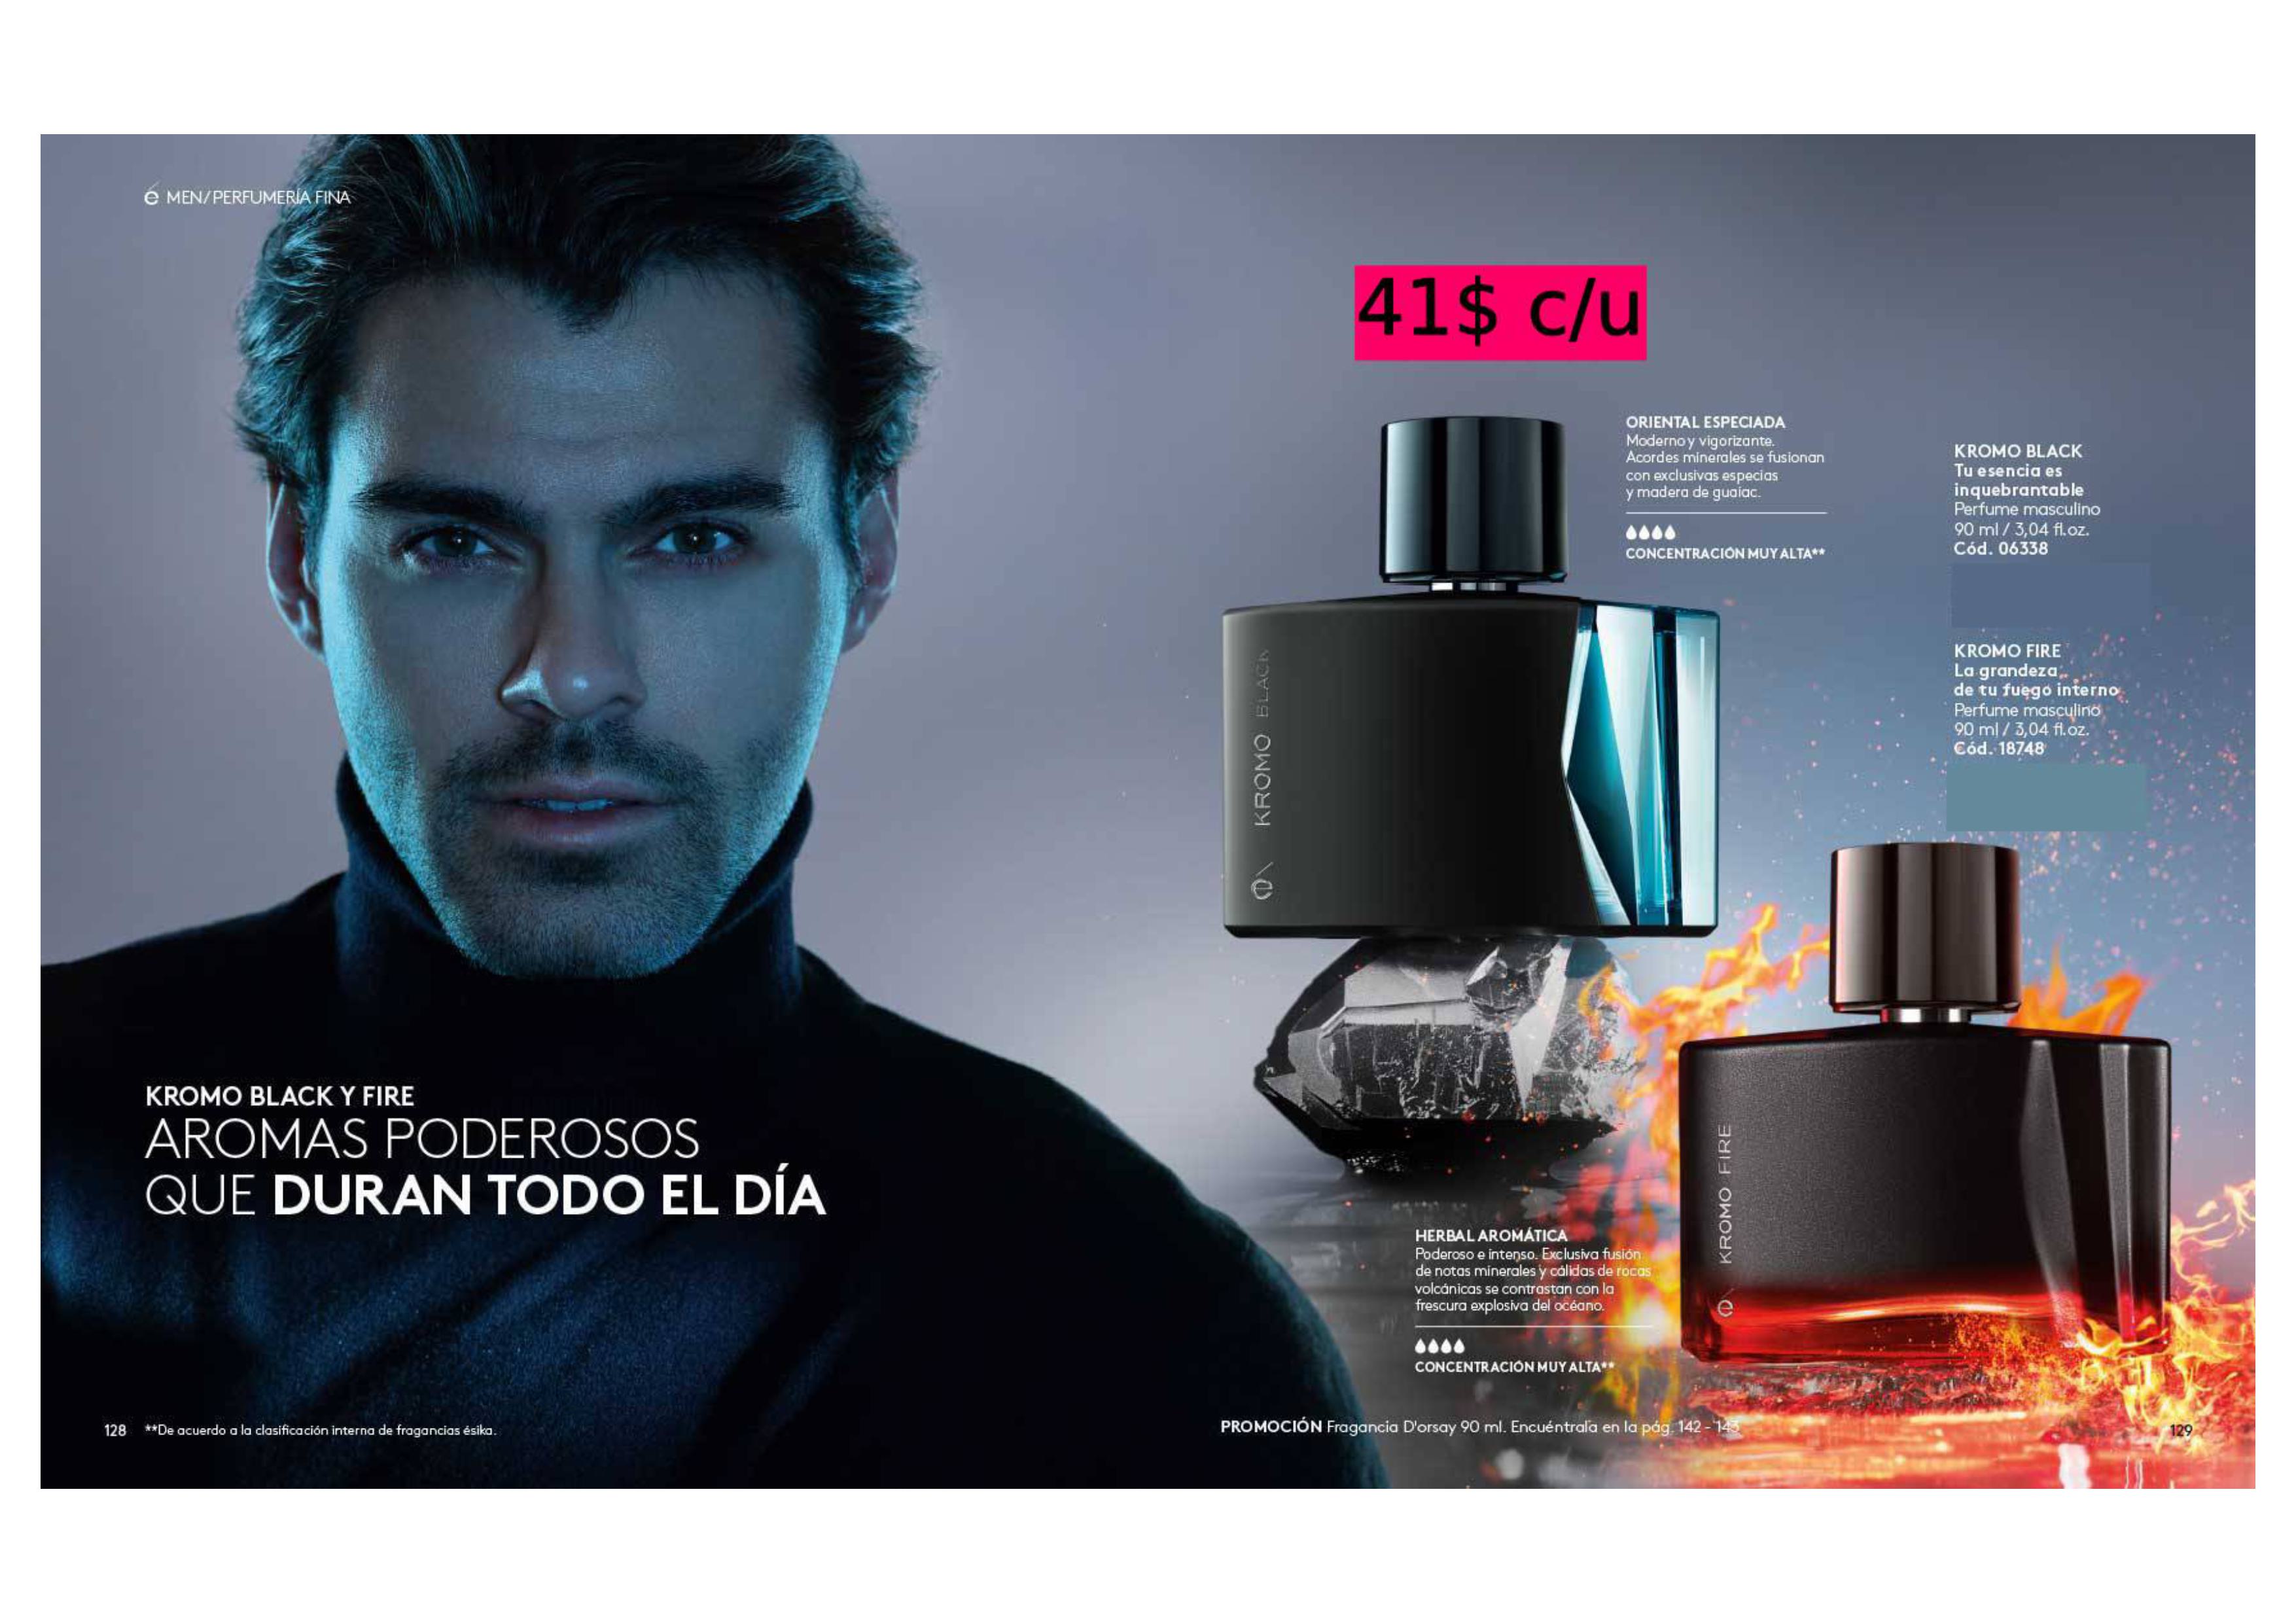 é MEN/PERFUMERÍA FINA
KROMO BLACK Y FIRE
AROMAS PODEROSOS
QUE DURAN TODO EL DÍA
128 **De acuerdo a la clasificación interna de fragancias ésika.
41$ c/u
ORIENTAL ESPECIADA
Moderno y vigorizante.
Acordes minerales se fusionan
con exclusivas especias
y madera de guaiac.
CONCENTRACIÓN MUY ALTA**
KROMO BLACK
Tu esencia es
inquebrantable
Perfume masculino
90 ml / 3,04 fl.oz.
Cód. 06338
KROMO FIRE
La grandeza
de tu fuego interno
Perfume masculino
90 ml / 3,04 fl.oz.
Cód. 18748
KROMO BLACK
KROMO FIRE
HERBAL AROMÁTICA
Poderoso e intenso. Exclusiva fusión
de notas minerales y cálidas de rocas
volcánicas se contrastan con la
frescura explosiva del océano.
CONCENTRACIÓN MUY ALTA**
PROMOCIÓN Fragancia D'orsay 90 ml. Encuéntrala en la pág. 142 - 143
129